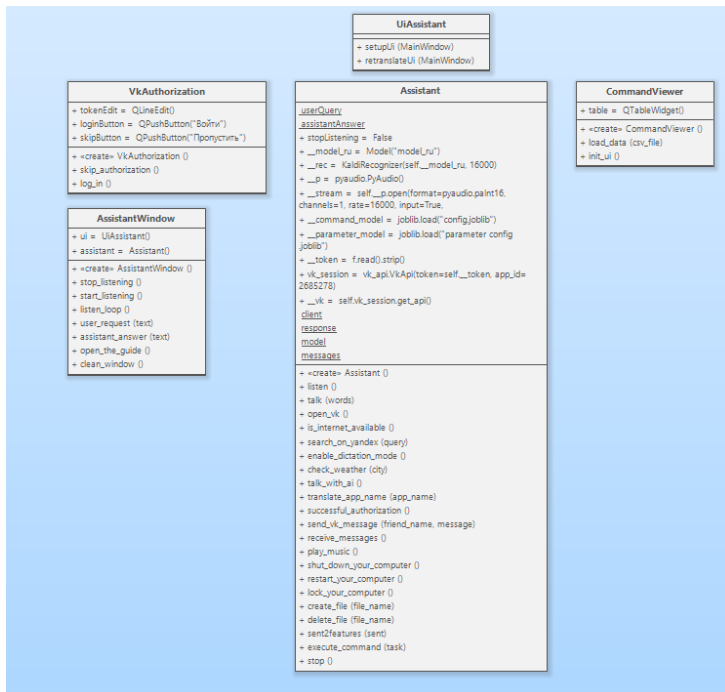 UiAssistant
+ setupUi (MainWindow)
+ retranslateUi (MainWindow)
VkAuthorization
+ tokenEdit = QLineEdit()
+ loginButton = QPushButton("Войти")
+ skipButton = QPushButton("Пропустить")
+ «create» VkAuthorization ()
+ skip_authorization ()
+ log_in ()
AssistantWindow
+ ui = UiAssistant()
+ assistant = Assistant()
+ «create» AssistantWindow ()
+ stop_listening ()
+ start_listening ()
+ listen_loop ()
+ user_request (text)
+ assistant_answer (text)
+ open_the_guide ()
+ clean_window ()
Assistant
userQuery
assistantAnswer
+ stopListening = False
+ __model_ru = Model("model_ru")
+ __rec = KaldiRecognizer(self.__model_ru, 16000)
+ __p = pyaudio.PyAudio()
+ __stream = self.__p.open(format=pyaudio.paInt16,
channels=1, rate=16000, input=True,
+ __command_model = joblib.load("config.joblib")
+ __parameter_model = joblib.load("parameter config
.joblib")
+ __token = f.read().strip()
+ vk_session = vk_api.VkApi(token=self.__token, app_id=
2685278)
+ __vk = self.vk_session.get_api()
client
response
model
messages
+ «create» Assistant ()
+ listen ()
+ talk (words)
+ open_vk ()
+ is_internet_available ()
+ search_on_yandex (query)
+ enable_dictation_mode ()
+ check_weather (city)
+ talk_with_ai ()
+ translate_app_name (app_name)
+ successful_authorization ()
+ send_vk_message (friend_name, message)
+ receive_messages ()
+ play_music ()
+ shut_down_your_computer ()
+ restart_your_computer ()
+ lock_your_computer ()
+ create_file (file_name)
+ delete_file (file_name)
+ sent2features (sent)
+ execute_command (task)
+ stop ()
CommandViewer
+ table = QTableWidget()
+ «create» CommandViewer ()
+ load_data (csv_file)
+ init_ui ()